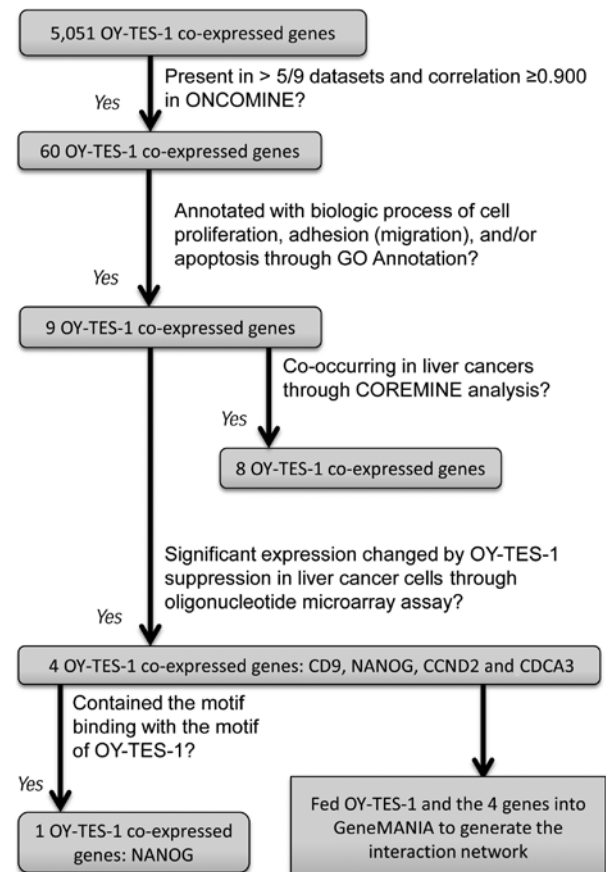 5,051 OY-TES-1 co-expressed genes
Present in > 5/9 datasets and correlation ≥0.900
in ONCOMINE?
Yes
60 OY-TES-1 co-expressed genes
Annotated with biologic process of cell
proliferation, adhesion (migration), and/or
apoptosis through GO Annotation?
Yes
9 OY-TES-1 co-expressed genes
Co-occurring in liver cancers
through COREMINE analysis?
Yes
8 OY-TES-1 co-expressed genes
Significant expression changed by OY-TES-1
suppression in liver cancer cells through
oligonucleotide microarray assay?
Yes
4 OY-TES-1 co-expressed genes: CD9, NANOG, CCND2 and CDCA3
Contained the motif
binding with the motif
of OY-TES-1?
Yes
1 OY-TES-1 co-expressed
genes: NANOG
Fed OY-TES-1 and the 4 genes into
GeneMANIA to generate the
interaction network